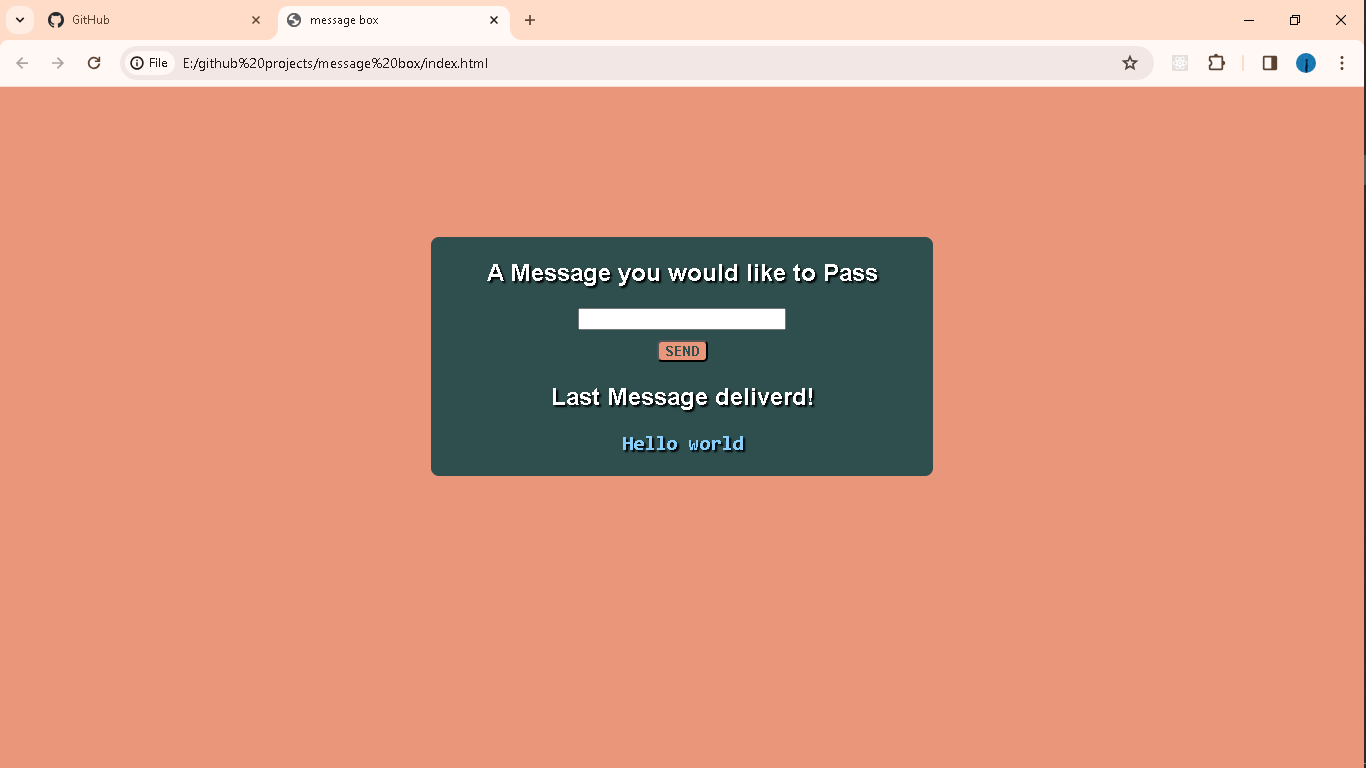 GitHub
message box
File
E:/github%20projects/message%20box/index.html
A Message you would like to Pass
SEND
Last Message deliverd!
Hello world